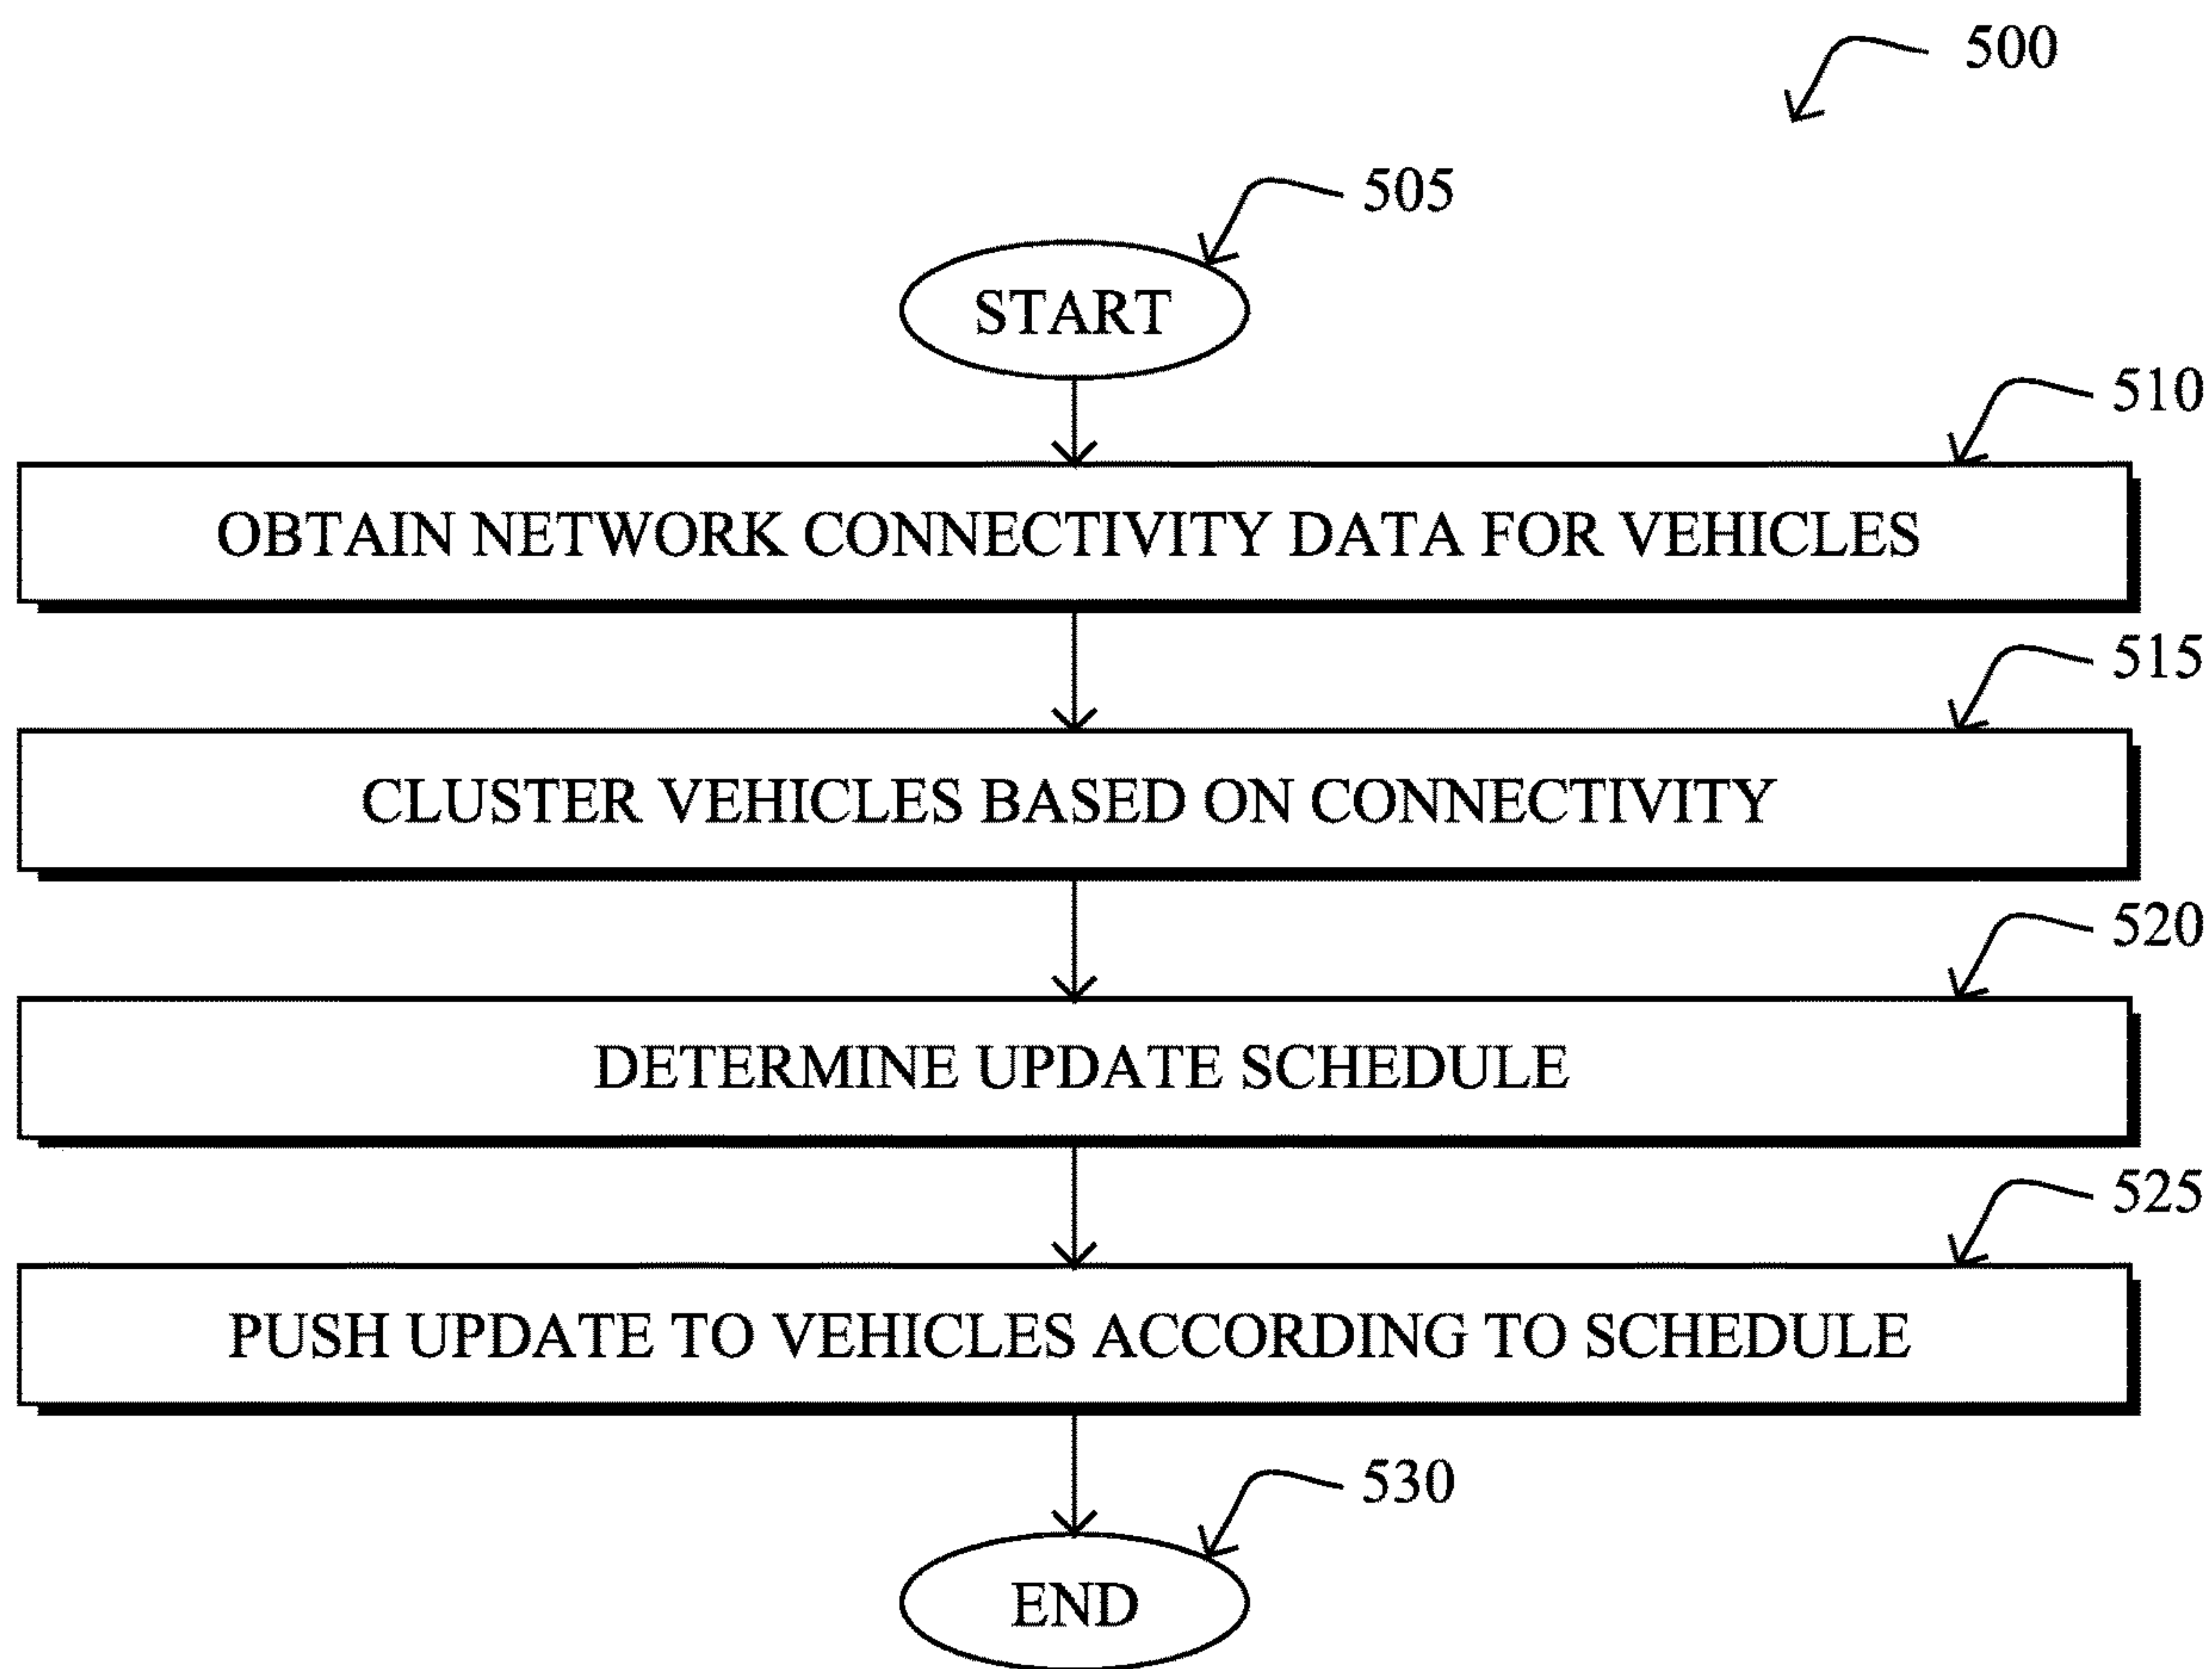 500
505
START
510
OBTAIN NETWORK CONNECTIVITY DATA FOR VEHICLES
515
CLUSTER VEHICLES BASED ON CONNECTIVITY
520
DETERMINE UPDATE SCHEDULE
525
PUSH UPDATE TO VEHICLES ACCORDING TO SCHEDULE
530
END